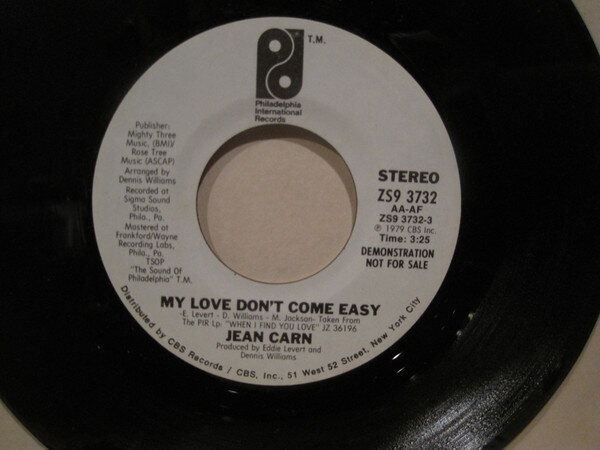 T.M.
Philadelphia
International
Records
Publisher:
Mighty Three
Music, (BMI)/
Rose Tree
Music (ASCAP)
Arranged by
Dennis Williams
Recorded at
Sigma Sound
Studios,
Phila., Pa.
Mastered at
Frankford/Wayne
Recording Labs,
Phila., Pa.
TSOP
"The Sound Of
Philadelphia" T.M.
STEREO
ZS9 3732
AA-AF
ZS9 3732-3
Ⓟ 1979 CBS Inc.
Time: 3:25
DEMONSTRATION
NOT FOR SALE
MY LOVE DON'T COME EASY
-E. Levert - D. Williams - M. Jackson- Taken From
The PIR Lp: "WHEN I FIND YOU LOVE" JZ 36196
JEAN CARN
Produced by Eddie Levert and
Dennis Williams
Distributed by CBS Records / CBS, Inc., 51 West 52 Street, New York City